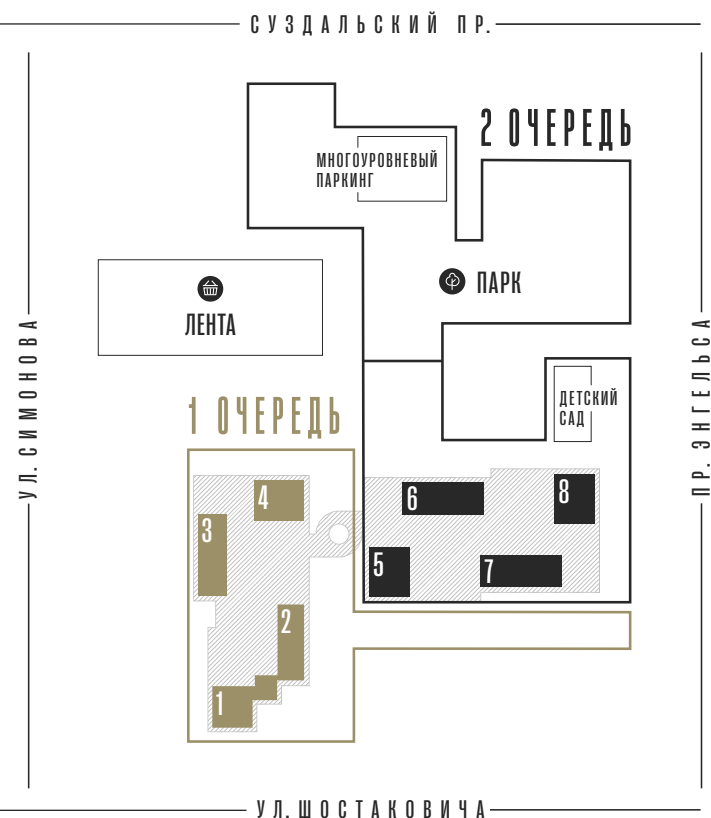 СУЗДАЛЬСКИЙ ПР.
2 ОЧЕРЕДЬ
МНОГОУРОВНЕВЫЙ
ПАРКИНГ
ПАРК
ЛЕНТА
УЛ. СИМОНОВА
ПР. ЭНГЕЛЬСА
ДЕТСКИЙ
САД
1 ОЧЕРЕДЬ
4
6
8
3
5
7
2
1
УЛ. ШОСТАКОВИЧА